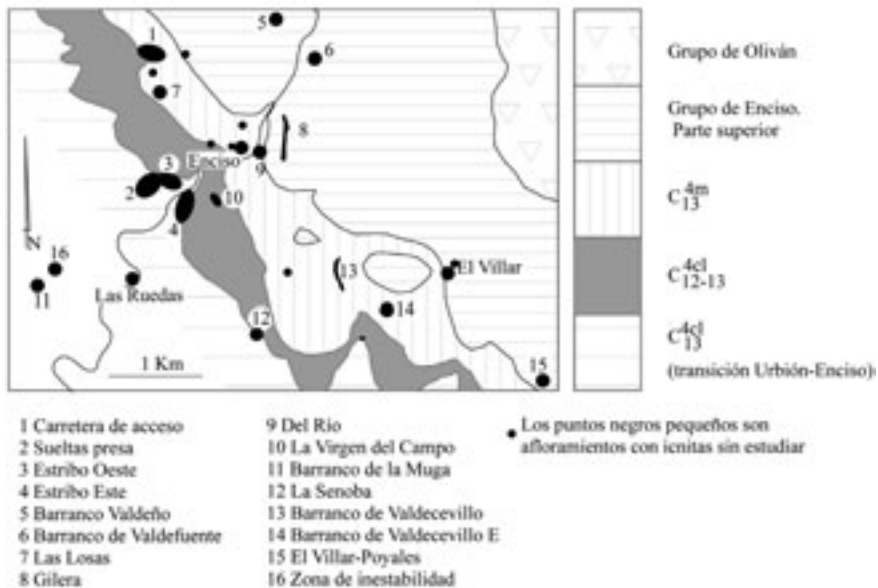 1
5
6
7
8
Enciso
9
3
2
10
4
N
16
11
Las Ruedas
13
El Villar
14
12
15
1 Km
Grupo de Oliván
Grupo de Enciso.
Parte superior
C 4m 13
C 4cl 12-13
C 4cl 13
(transición Urbión-Enciso)
1 Carretera de acceso
2 Sueltas presa
3 Estribo Oeste
4 Estribo Este
5 Barranco Valdeño
6 Barranco de Valdefuente
7 Las Losas
8 Gilera
9 Del Río
10 La Virgen del Campo
11 Barranco de la Muga
12 La Senoba
13 Barranco de Valdecevillo
14 Barranco de Valdecevillo E
15 El Villar-Poyales
16 Zona de inestabilidad
Los puntos negros pequeños son
afloramientos con icnitas sin estudiar